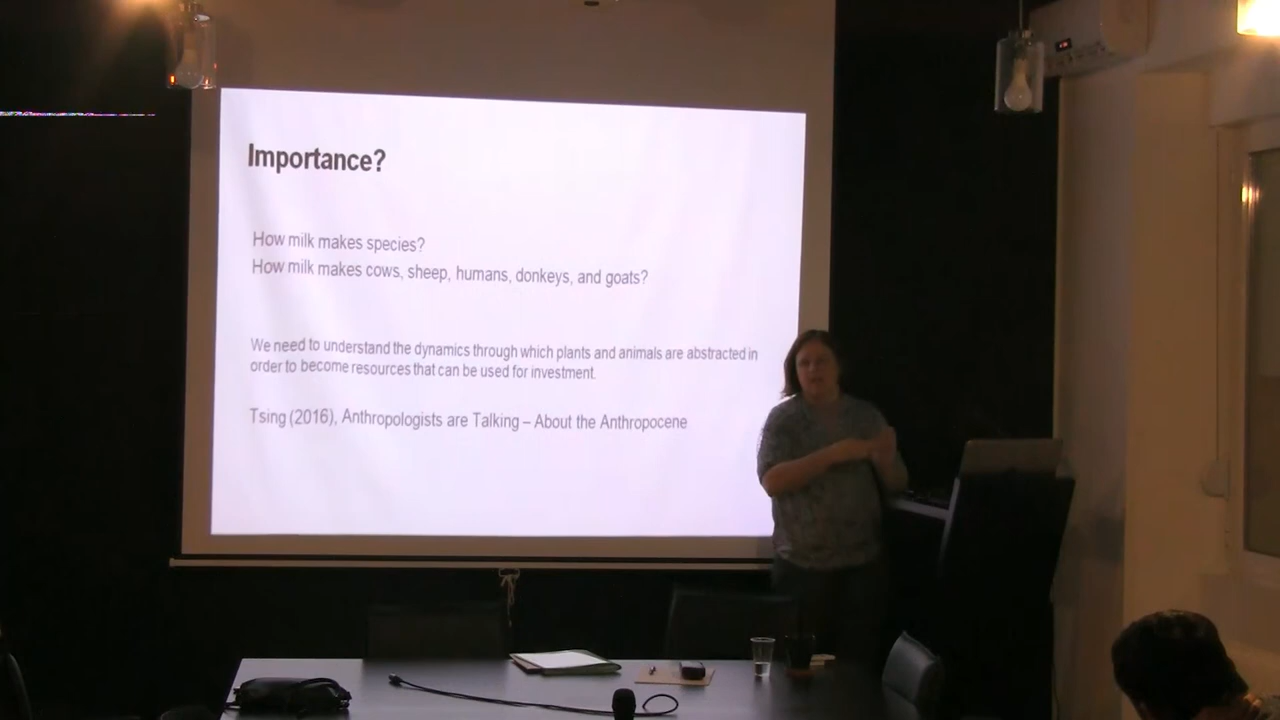 Importance?
How milk makes species?
How milk makes cows, sheep, humans, donkeys, and goats?
We need to understand the dynamics through which plants and animals are abstracted in
order to become resources that can be used for investment.
Tsing (2016), Anthropologists are Talking – About the Anthropocene